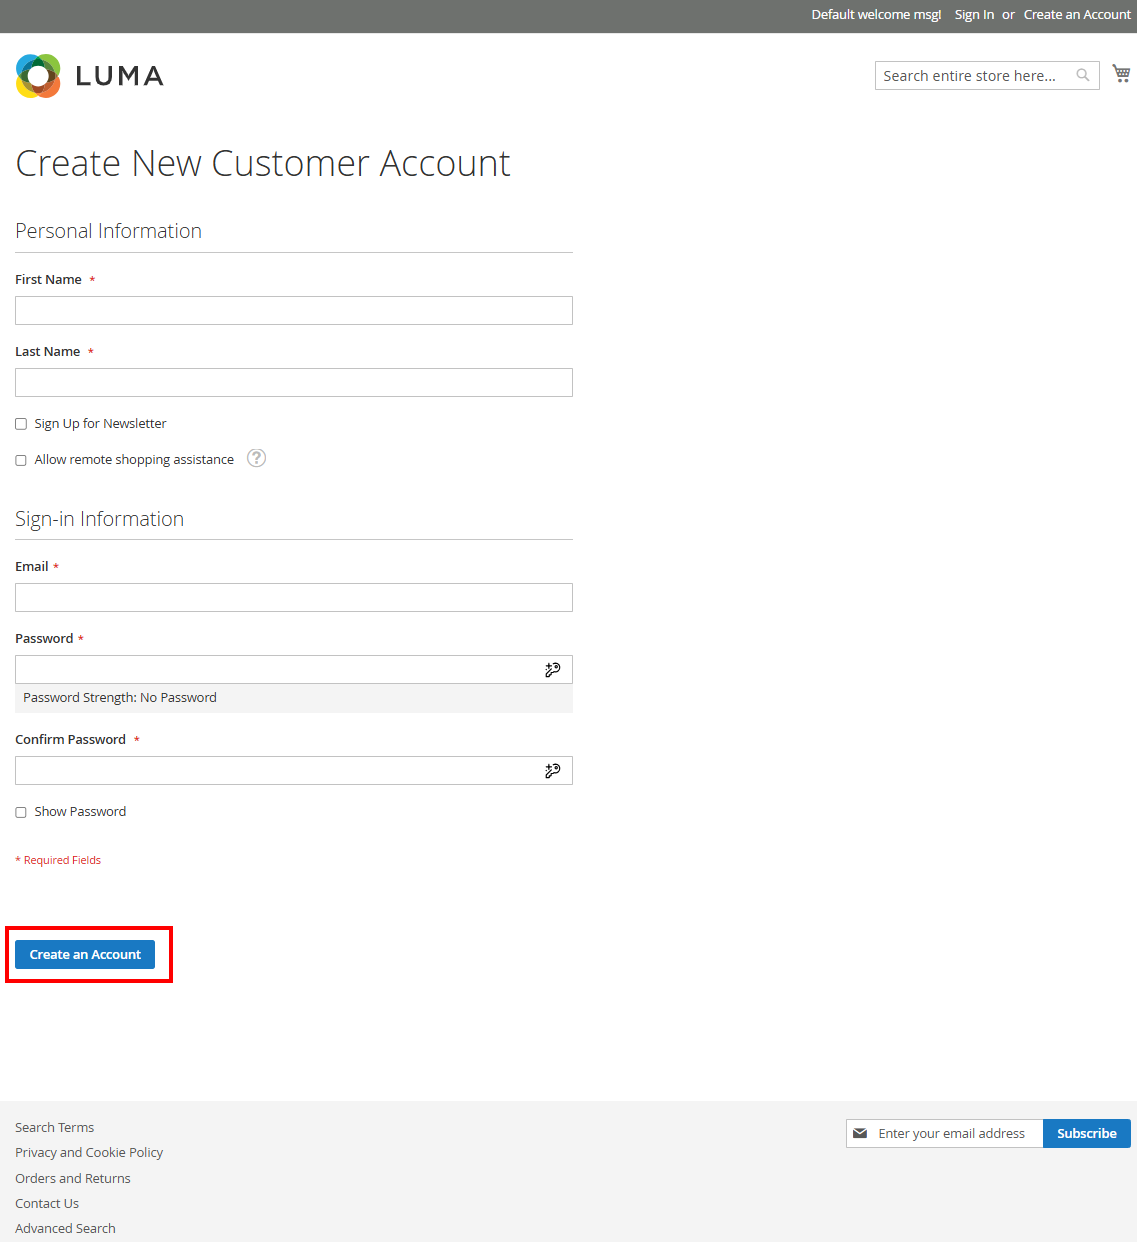 Default welcome msg! Sign In or Create an Account
LUMA
Search entire store here...
Create New Customer Account
Personal Information
First Name *
Last Name *
Sign Up for Newsletter
Allow remote shopping assistance ?
Sign-in Information
Email *
Password *
Password Strength: No Password
Confirm Password *
Show Password
* Required Fields
Create an Account
Search Terms
Privacy and Cookie Policy
Orders and Returns
Contact Us
Advanced Search
Enter your email address Subscribe